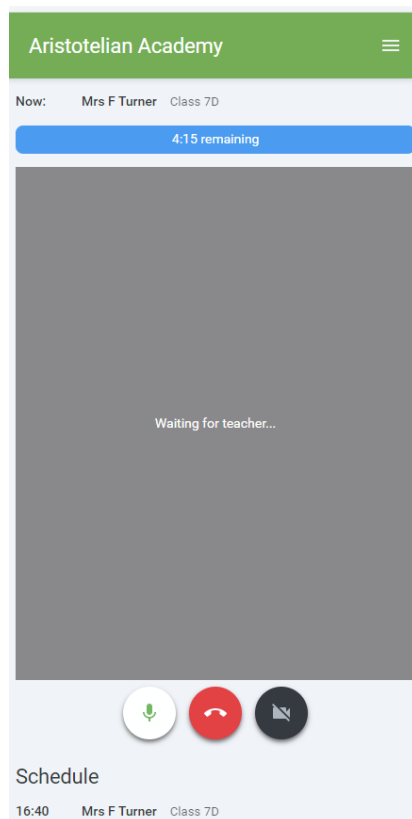 Aristotelian Academy
Now: Mrs F Turner Class 7D
4:15 remaining
Waiting for teacher...
Schedule
16:40 Mrs F Turner Class 7D